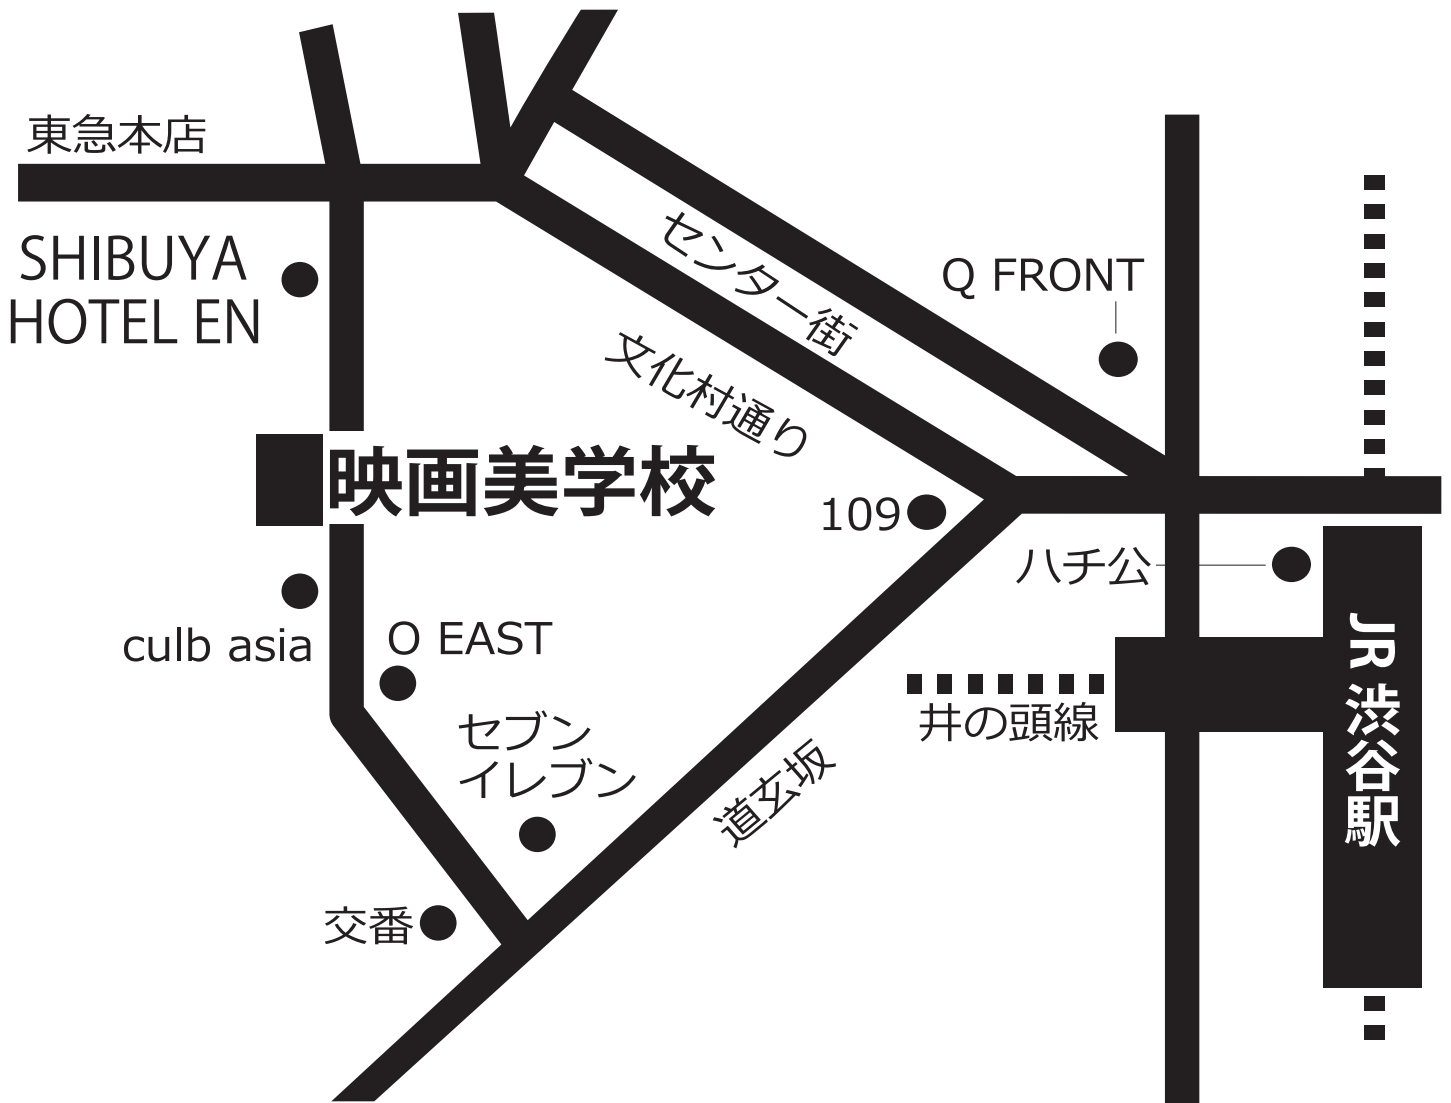 東急本店
SHIBUYA
HOTEL EN
センター街
Q FRONT
文化村通り
映画美学校
109
ハチ公
culb asia
O EAST
JR 渋谷駅
井の頭線
セブン
イレブン
道玄坂
交番